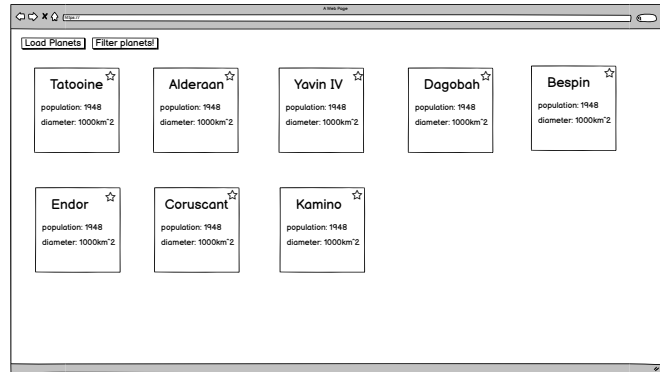 A Web Page
https://
Load Planets Filter planets!
Tatooine
population: 1948
diameter: 1000km^2
Alderaan
population: 1948
diameter: 1000km^2
Yavin IV
population: 1948
diameter: 1000km^2
Dagobah
population: 1948
diameter: 1000km^2
Bespin
population: 1948
diameter: 1000km^2
Endor
population: 1948
diameter: 1000km^2
Coruscant
population: 1948
diameter: 1000km^2
Kamino
population: 1948
diameter: 1000km^2